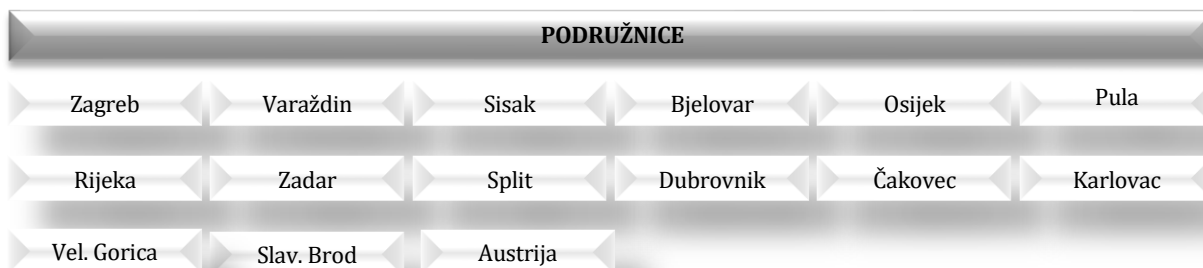 PODRUŽNICE
Zagreb Varaždin Sisak Bjelovar Osijek Pula
Rijeka Zadar Split Dubrovnik Čakovec Karlovac
Vel. Gorica Slav. Brod Austrija